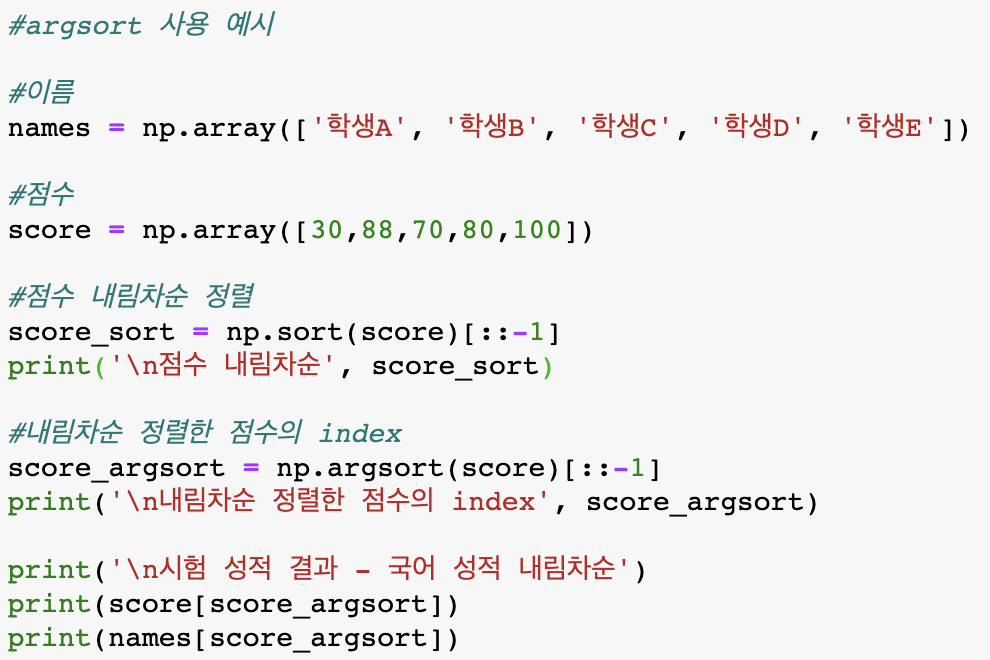 #argsort 사용 예시
#이름
names = np.array(['학생A', '학생B', '학생C', '학생D', '학생E'])
#점수
score = np.array([30,88,70,80,100])
#점수 내림차순 정렬
score_sort = np.sort(score)[::-1]
print('\n점수 내림차순', score_sort)
#내림차순 정렬한 점수의 index
score_argsort = np.argsort(score)[::-1]
print('\n내림차순 정렬한 점수의 index', score_argsort)
print('\n시험 성적 결과 - 국어 성적 내림차순')
print(score[score_argsort])
print(names[score_argsort])